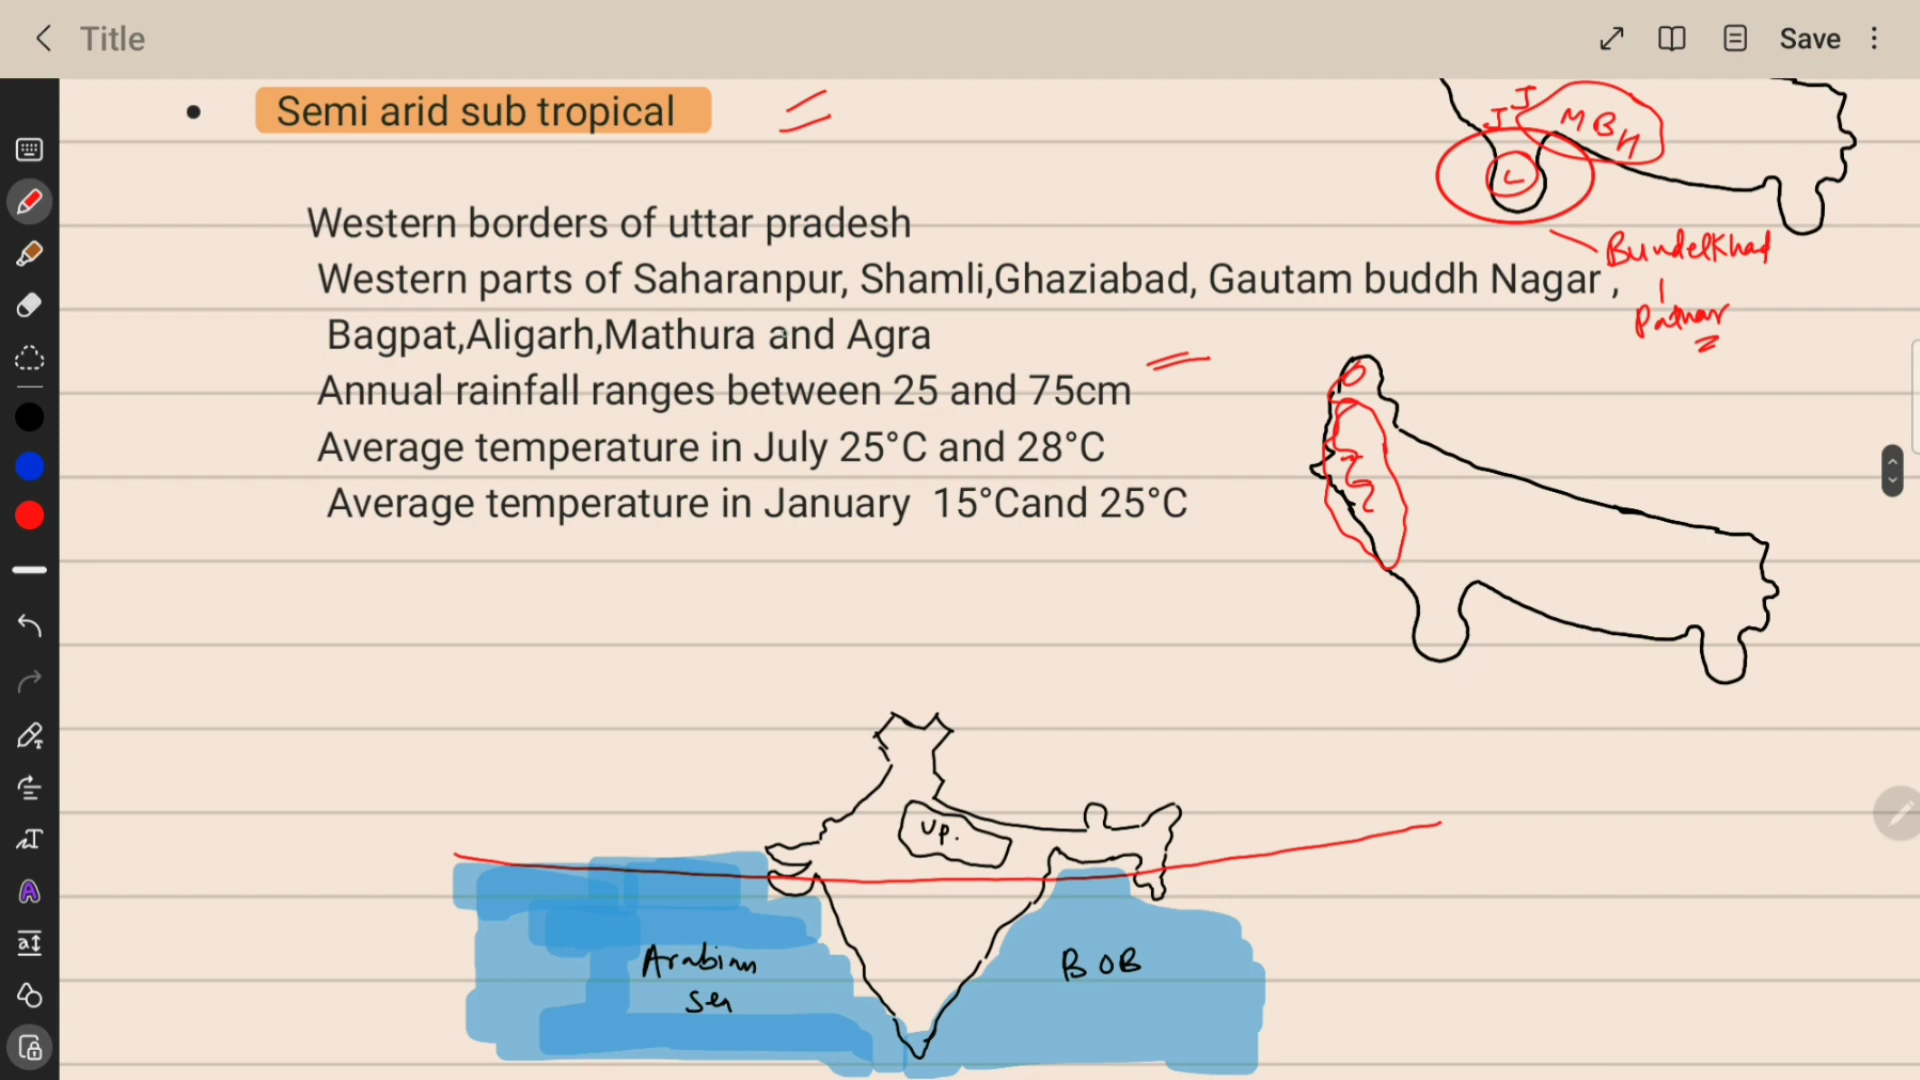 Title
Save
Semi arid sub tropical
J J M B H
L
Western borders of uttar pradesh
Bundelkhad
Western parts of Saharanpur, Shamli,Ghaziabad, Gautam buddh Nagar ,
Pathar
Bagpat,Aligarh,Mathura and Agra
Annual rainfall ranges between 25 and 75cm
Average temperature in July 25°C and 28°C
Average temperature in January 15°Cand 25°C
Up.
Arabian
sea
BOB